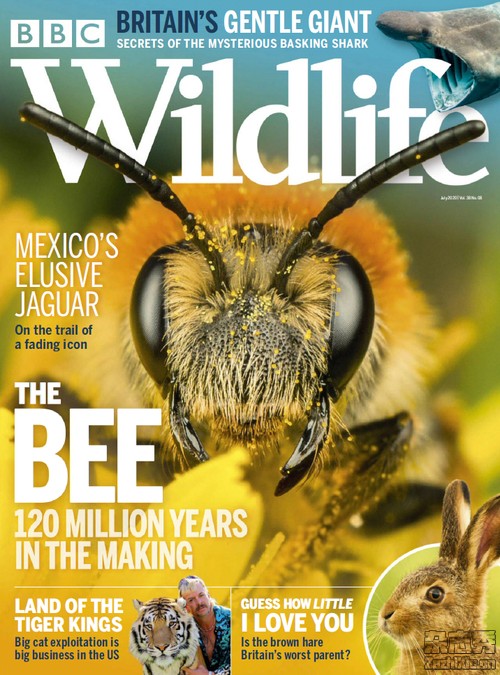 BBC
BRITAIN'S GENTLE GIANT
SECRETS OF THE MYSTERIOUS BASKING SHARK
Wildlife
MEXICO'S
ELUSIVE
JAGUAR
On the trail of
a fading icon
THE
BEE
120 MILLION YEARS
IN THE MAKING
LAND OF THE
TIGER KINGS
Big cat exploitation is
big business in the US
GUESS HOW LITTLE
I LOVE YOU
Is the brown hare
Britain's worst parent?